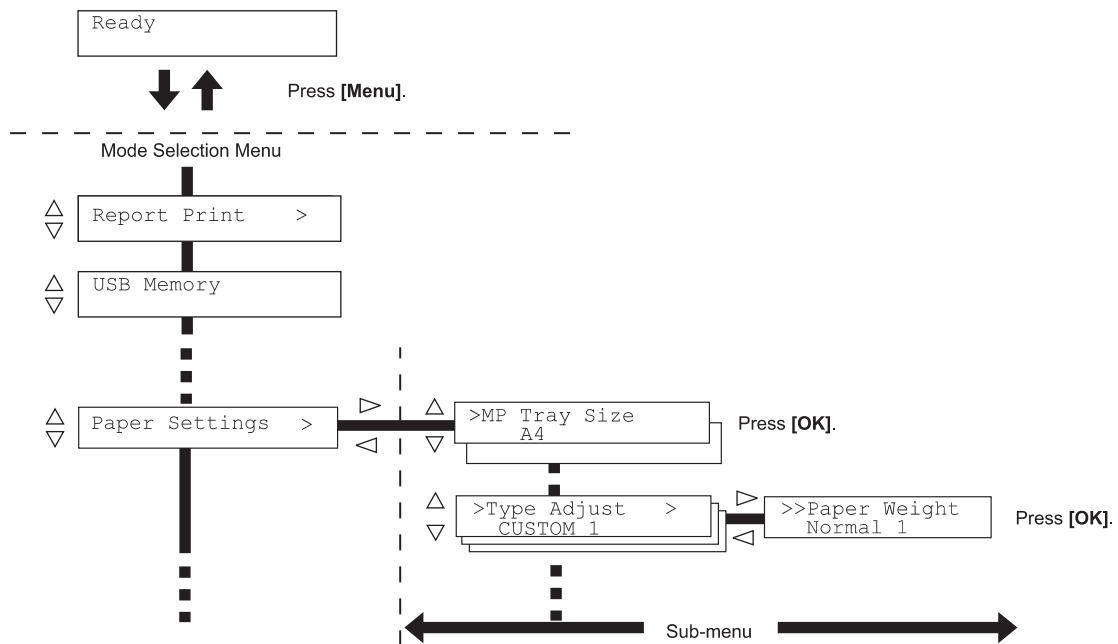 Ready
Press [Menu].
Mode Selection Menu
Report Print >
USB Memory
Paper Settings >
>MP Tray Size
A4
Press [OK].
>Type Adjust >
CUSTOM 1
>>Paper Weight
Normal 1
Press [OK].
Sub-menu